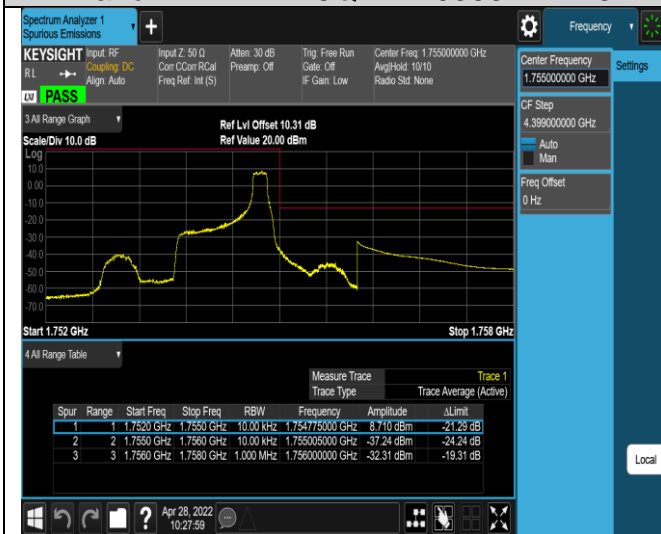 Spectrum Analyzer 1
Spurious Emissions
+
Frequency
KEYSIGHT
RL
Input: RF
Coupling: DC
Align: Auto
Input Z: 50 Ω
Corr CCorr RCal
Freq Ref: Int (S)
Atten: 30 dB
Preamp: Off
Trig: Free Run
Gate: Off
IF Gain: Low
Center Freq: 1.755000000 GHz
Avg|Hold: 10/10
Radio Std: None
LXI PASS
Center Frequency
1.755000000 GHz
Settings
CF Step
4.399000000 GHz
Auto
Man
Freq Offset
0 Hz
3 All Range Graph
Scale/Div 10.0 dB
Ref Lvl Offset 10.31 dB
Ref Value 20.00 dBm
Log
10.0
0.00
-10.0
-20.0
-30.0
-40.0
-50.0
-60.0
-70.0
Start 1.752 GHz
Stop 1.758 GHz
4 All Range Table
Measure Trace Trace 1
Trace Type Trace Average (Active)
Spur Range Start Freq Stop Freq RBW Frequency Amplitude ΔLimit
1 1 1.7520 GHz 1.7550 GHz 10.00 kHz 1.754775000 GHz 8.710 dBm -21.29 dB
2 2 1.7550 GHz 1.7560 GHz 10.00 kHz 1.755005000 GHz -37.24 dBm -24.24 dB
3 3 1.7560 GHz 1.7580 GHz 1.000 MHz 1.756000000 GHz -32.31 dBm -19.31 dB
Local
?
Apr 28, 2022
10:27:59